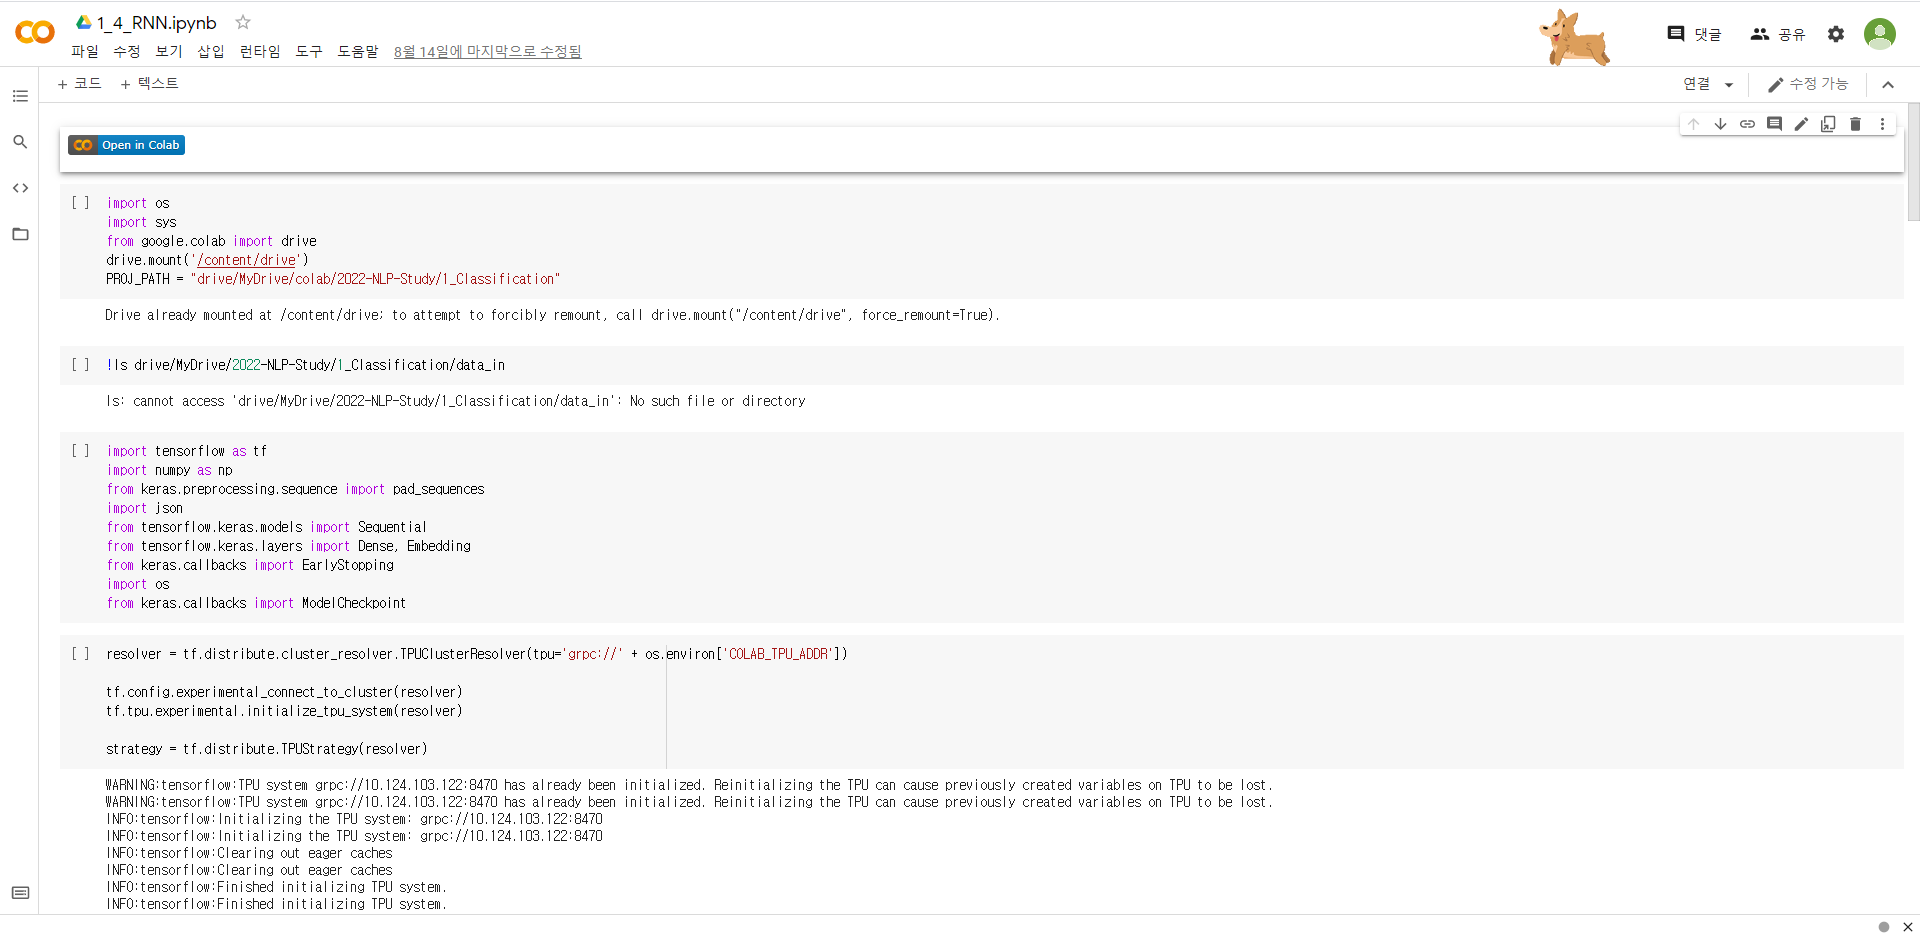 1_4_RNN.ipynb
파일 수정 보기 삽입 런타임 도구 도움말 8월 14일에 마지막으로 수정됨
댓글 공유
+ 코드 + 텍스트
연결 수정 가능
Open in Colab
[ ] import os
import sys
from google.colab import drive
drive.mount('/content/drive')
PROJ_PATH = "drive/MyDrive/colab/2022-NLP-Study/1_Classification"
Drive already mounted at /content/drive; to attempt to forcibly remount, call drive.mount("/content/drive", force_remount=True).
[ ] !ls drive/MyDrive/2022-NLP-Study/1_Classification/data_in
ls: cannot access 'drive/MyDrive/2022-NLP-Study/1_Classification/data_in': No such file or directory
[ ] import tensorflow as tf
import numpy as np
from keras.preprocessing.sequence import pad_sequences
import json
from tensorflow.keras.models import Sequential
from tensorflow.keras.layers import Dense, Embedding
from keras.callbacks import EarlyStopping
import os
from keras.callbacks import ModelCheckpoint
[ ] resolver = tf.distribute.cluster_resolver.TPUClusterResolver(tpu='grpc://' + os.environ['COLAB_TPU_ADDR'])
tf.config.experimental_connect_to_cluster(resolver)
tf.tpu.experimental.initialize_tpu_system(resolver)
strategy = tf.distribute.TPUStrategy(resolver)
WARNING:tensorflow:TPU system grpc://10.124.103.122:8470 has already been initialized. Reinitializing the TPU can cause previously created variables on TPU to be lost.
WARNING:tensorflow:TPU system grpc://10.124.103.122:8470 has already been initialized. Reinitializing the TPU can cause previously created variables on TPU to be lost.
INFO:tensorflow:Initializing the TPU system: grpc://10.124.103.122:8470
INFO:tensorflow:Initializing the TPU system: grpc://10.124.103.122:8470
INFO:tensorflow:Clearing out eager caches
INFO:tensorflow:Clearing out eager caches
INFO:tensorflow:Finished initializing TPU system.
INFO:tensorflow:Finished initializing TPU system.